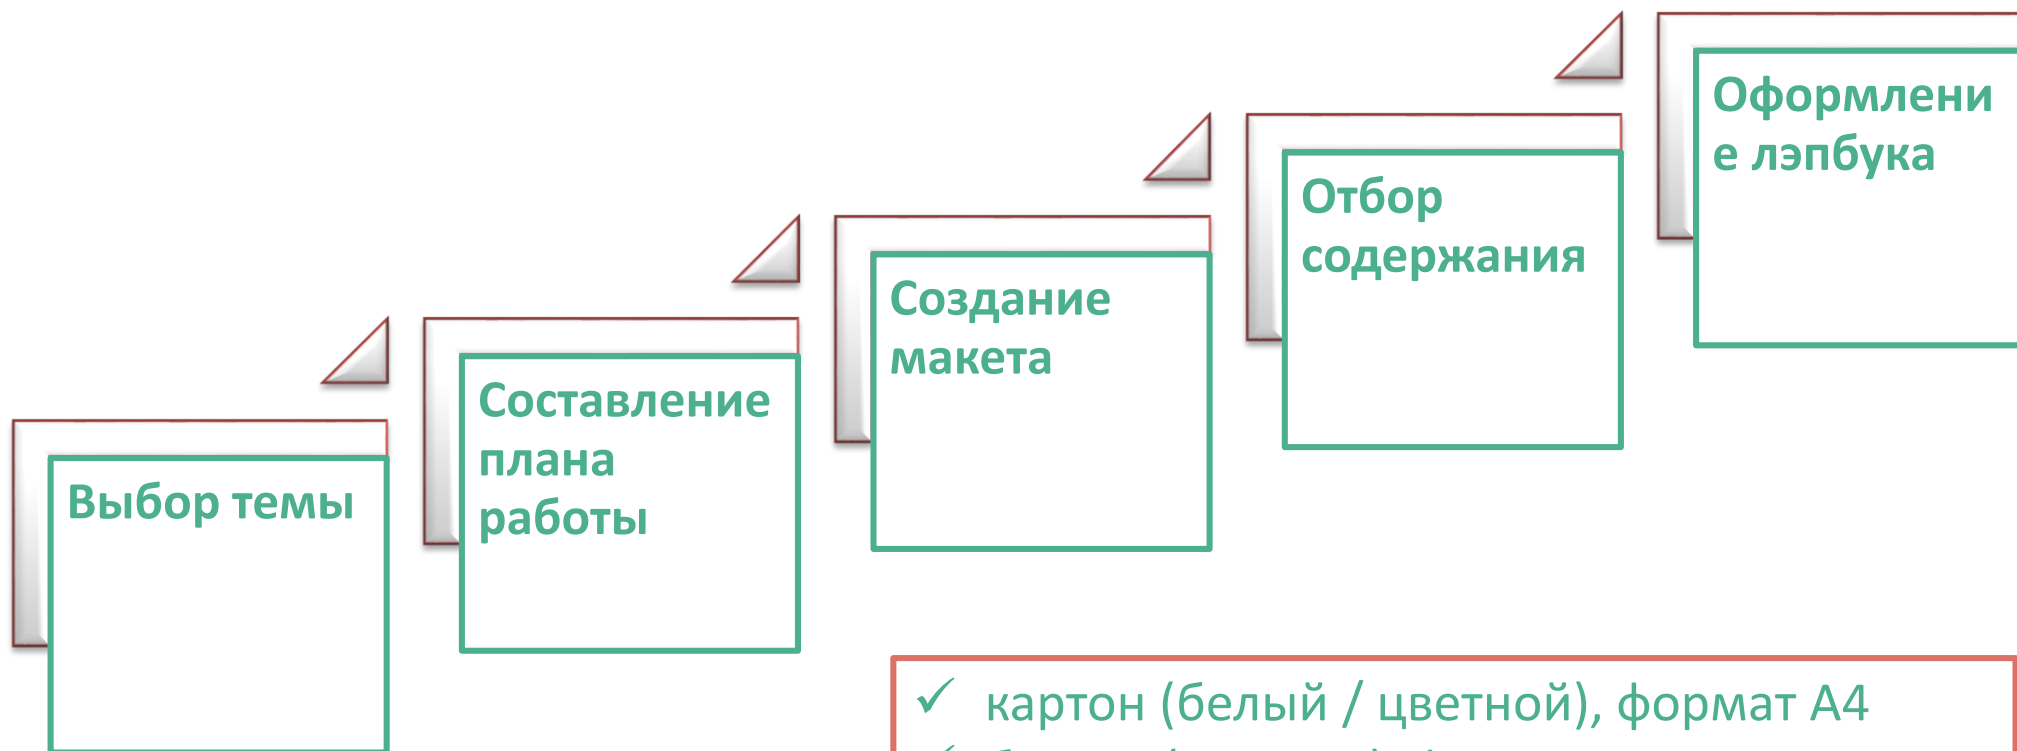 Выбор темы
Составление
плана
работы
Создание
макета
Отбор
содержания
Оформлени
е лэпбука
✓ картон (белый / цветной), формат А4